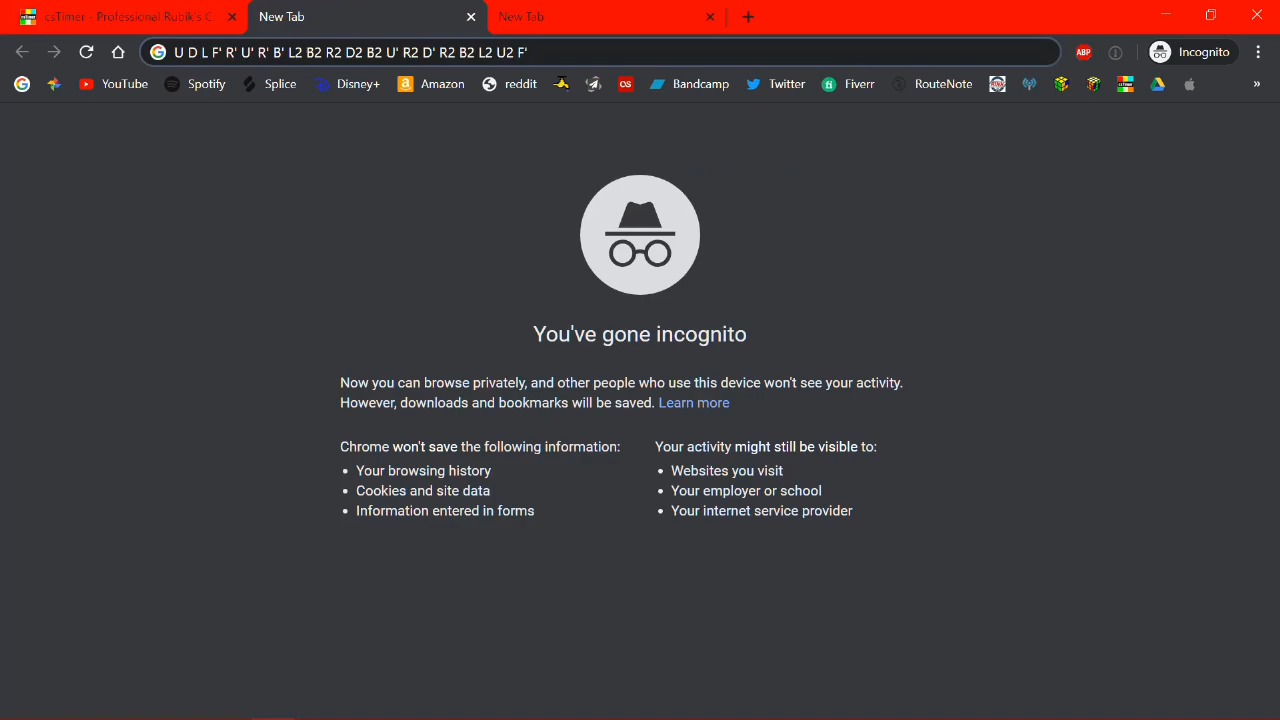 csTimer - Professional Rubik's C
New Tab
New Tab
U D L F' R' U' R' B' L2 B2 R2 D2 B2 U' R2 D' R2 B2 L2 U2 F'
ABP
Incognito
YouTube
Spotify
Splice
Disney+
Amazon
reddit
OS
Bandcamp
Twitter
Fiverr
RouteNote
»
You've gone incognito
Now you can browse privately, and other people who use this device won't see your activity.
However, downloads and bookmarks will be saved. Learn more
Chrome won't save the following information:
• Your browsing history
• Cookies and site data
• Information entered in forms
Your activity might still be visible to:
• Websites you visit
• Your employer or school
• Your internet service provider